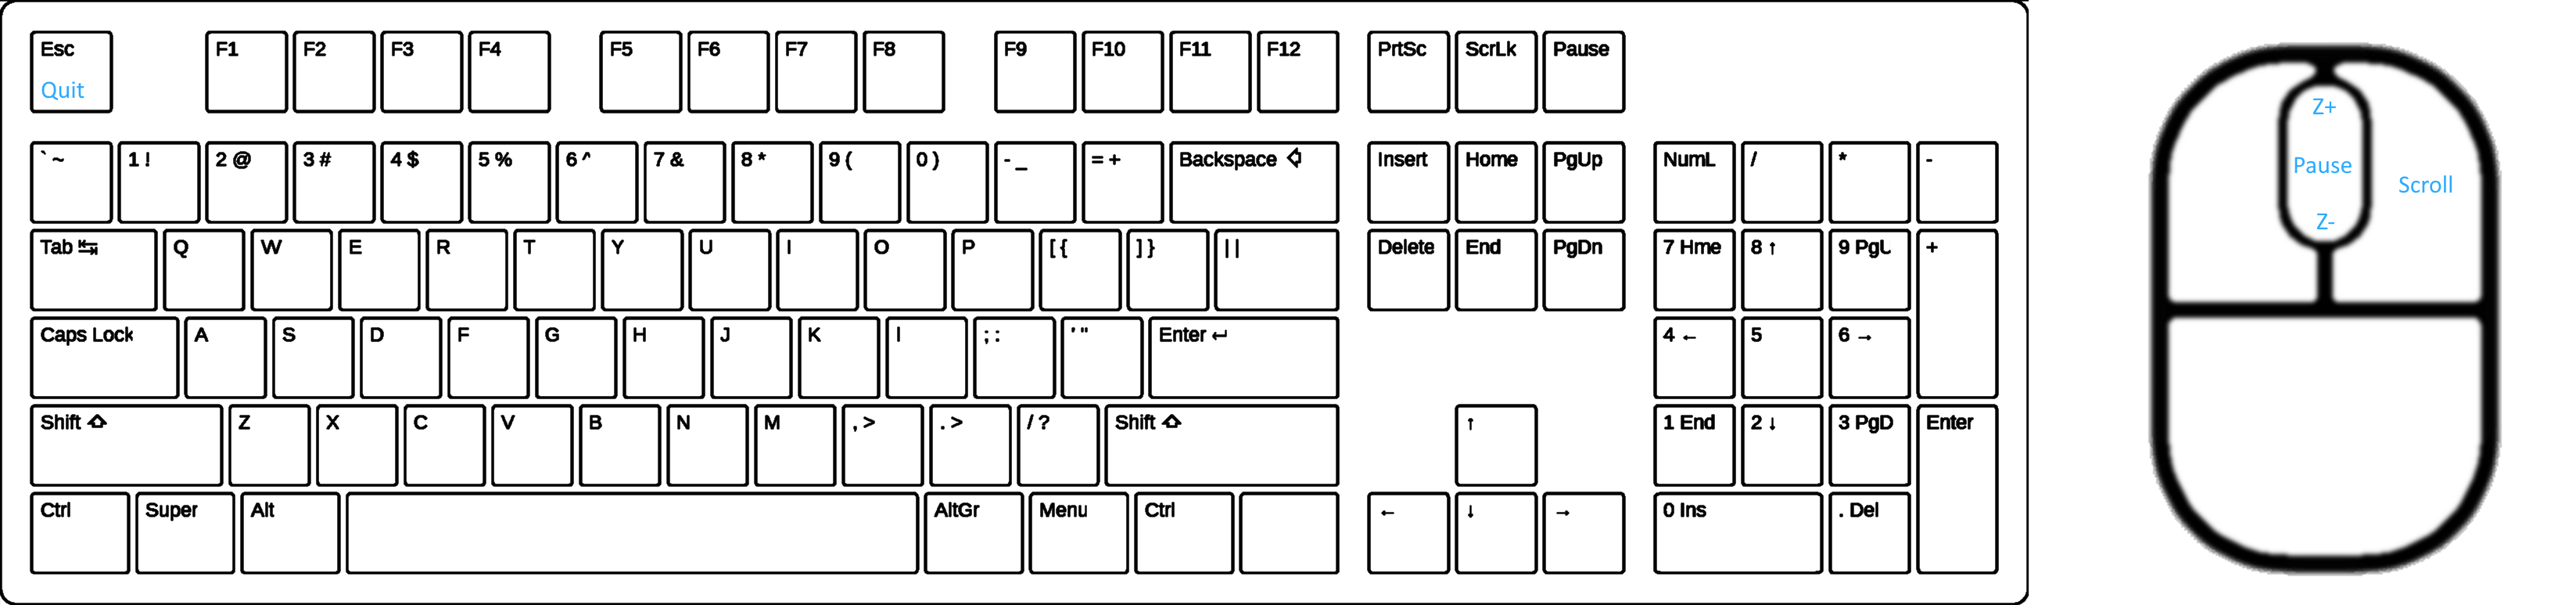 Esc F1 F2 F3 F4 F5 F6 F7 F8 F9 F10 F11 F12 PrtSc ScrLk Pause
Quit
` ~ 1 ! 2 @ 3 # 4 $ 5 % 6 ^ 7 & 8 * 9 ( 0 ) - _ = + Backspace Insert Home PgUp NumL / * -
Tab Q W E R T Y U I O P [ { ] } | | Delete End PgDn 7 Hme 8 ↑ 9 PgU +
Caps Lock A S D F G H J K l ; : ' " Enter ↵ 4 ← 5 6 →
Shift Z X C V B N M , > . > / ? Shift ↑ 1 End 2 ↓ 3 PgD Enter
Ctrl Super Alt AltGr Menu Ctrl ← ↓ → 0 Ins . Del
Z+
Pause
Scroll
Z-